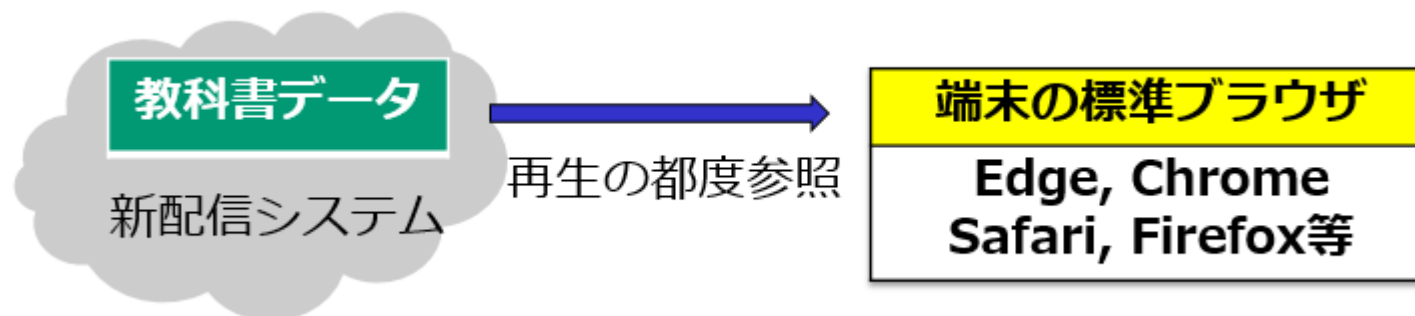 教科書データ
新配信システム
再生の都度参照
端末の標準ブラウザ
Edge, Chrome
Safari, Firefox等